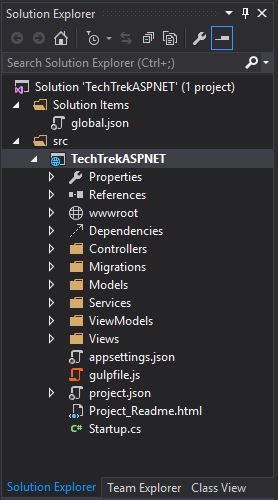 Solution Explorer
Search Solution Explorer (Ctrl+;)
Solution 'TechTrekASPNET' (1 project)
Solution Items
global.json
src
TechTrekASPNET
Properties
References
wwwroot
Dependencies
Controllers
Migrations
Models
Services
ViewModels
Views
appsettings.json
gulpfile.js
project.json
Project_Readme.html
C# Startup.cs
Solution Explorer Team Explorer Class View